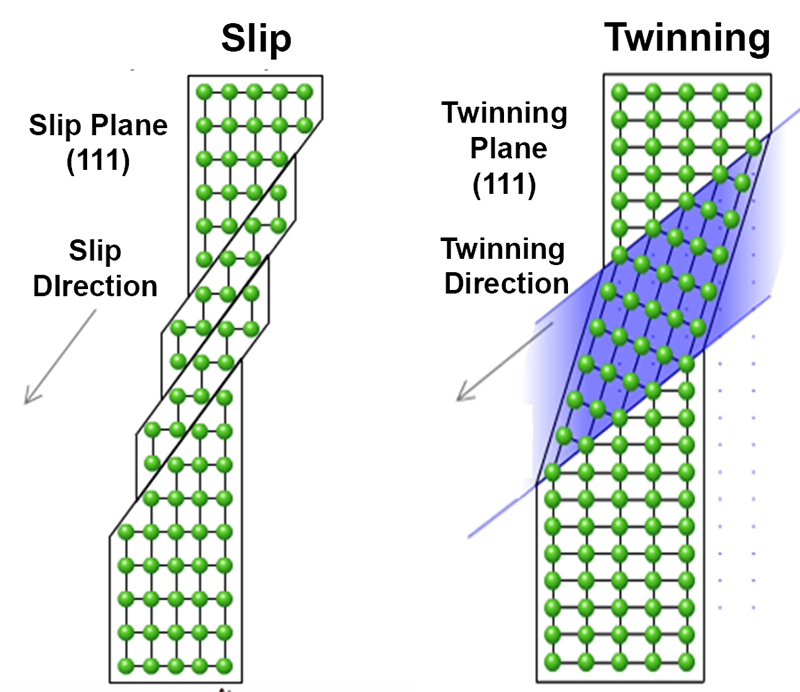 Slip
Slip Plane
(111)
Slip
DIrection
Twinning
Twinning
Plane
(111)
Twinning
Direction